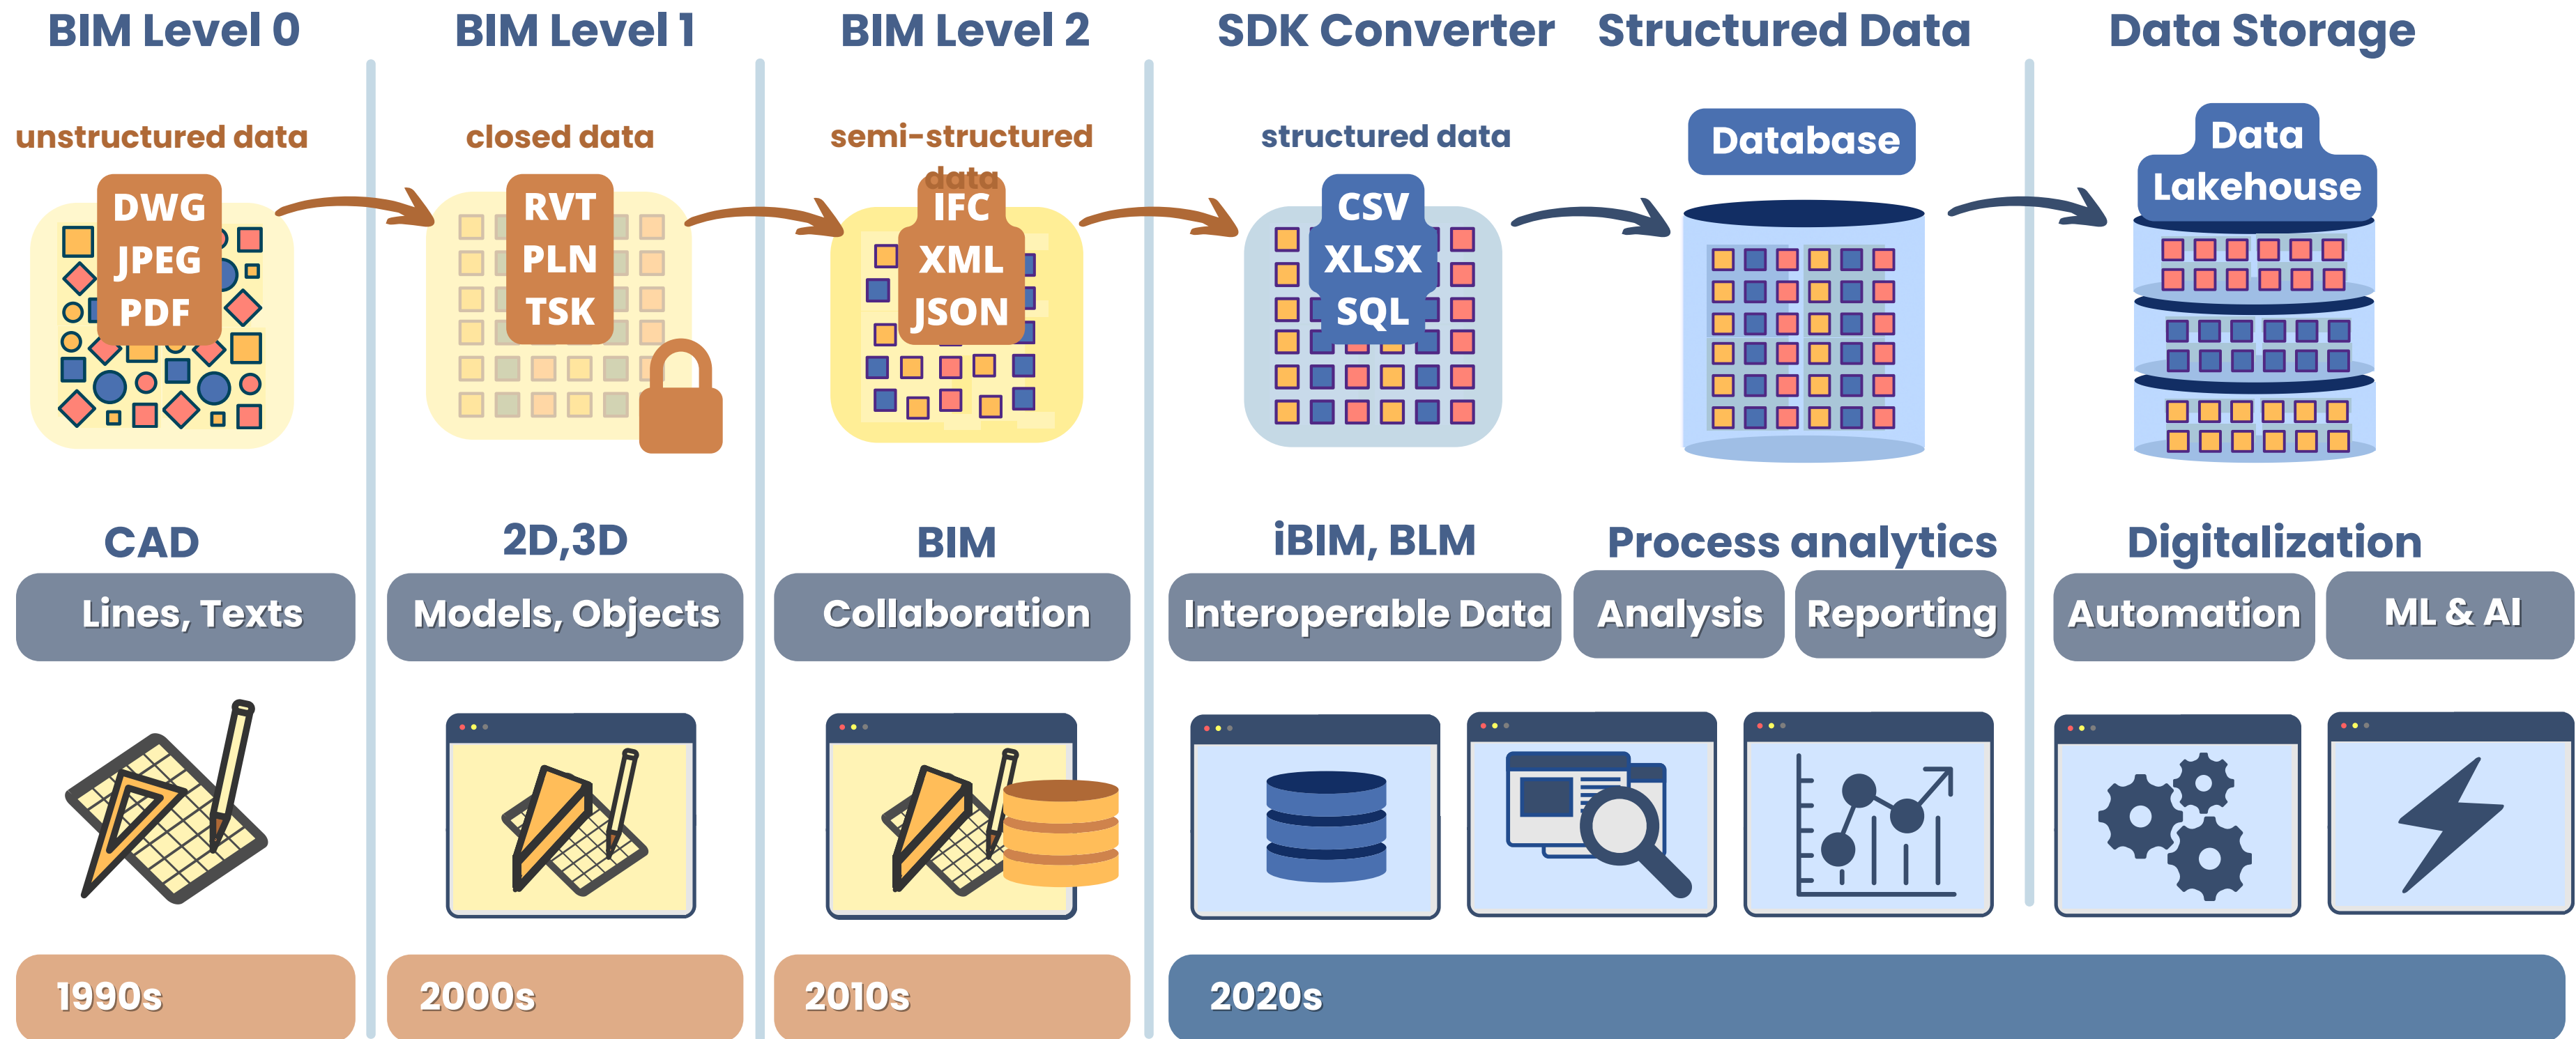 BIM Level 0
BIM Level 1
BIM Level 2
SDK Converter
Structured Data
Data Storage
unstructured data
closed data
semi-structured
data
structured data
Database
Data
Lakehouse
DWG
JPEG
PDF
RVT
PLN
TSK
IFC
XML
JSON
CSV
XLSX
SQL
CAD
2D,3D
BIM
iBIM, BLM
Process analytics
Digitalization
Lines, Texts
Models, Objects
Collaboration
Interoperable Data
Analysis
Reporting
Automation
ML & AI
1990s
2000s
2010s
2020s